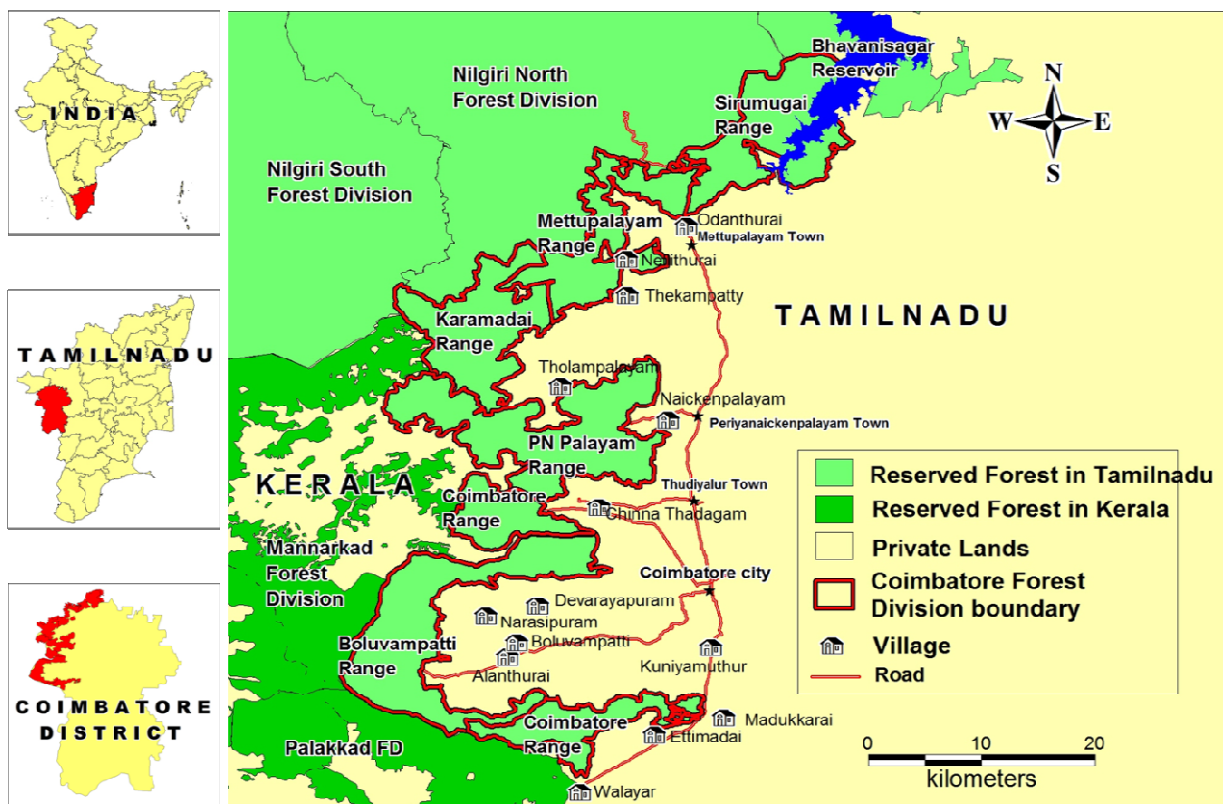 INDIA
TAMILNADU
COIMBATORE
DISTRICT
Bhavanisagar
Reservoir
Nilgiri North
Forest Division
Sirumugai
Range
N
W E
S
Nilgiri South
Forest Division
Mettupalayam
Range
Odanthurai
Mettupalayam Town
Nellithurai
Thekampatty
TAMILNADU
Karamadai
Range
Tholampalayam
Naickenpalayam
Periyanaickenpalayam Town
PN Palayam
Range
KERALA
Coimbatore
Range
Thudiyalur Town
Chinna Thadagam
Mannarkad
Forest
Division
Coimbatore city
Devarayapuram
Narasipuram
Boluvampatti
Range
Boluvampatti
Alanthurai
Kuniyamuthur
Coimbatore
Range
Madukkarai
Ettimadai
Palakkad FD
Walayar
Reserved Forest in Tamilnadu
Reserved Forest in Kerala
Private Lands
Coimbatore Forest
Division boundary
Village
Road
0 10 20
kilometers